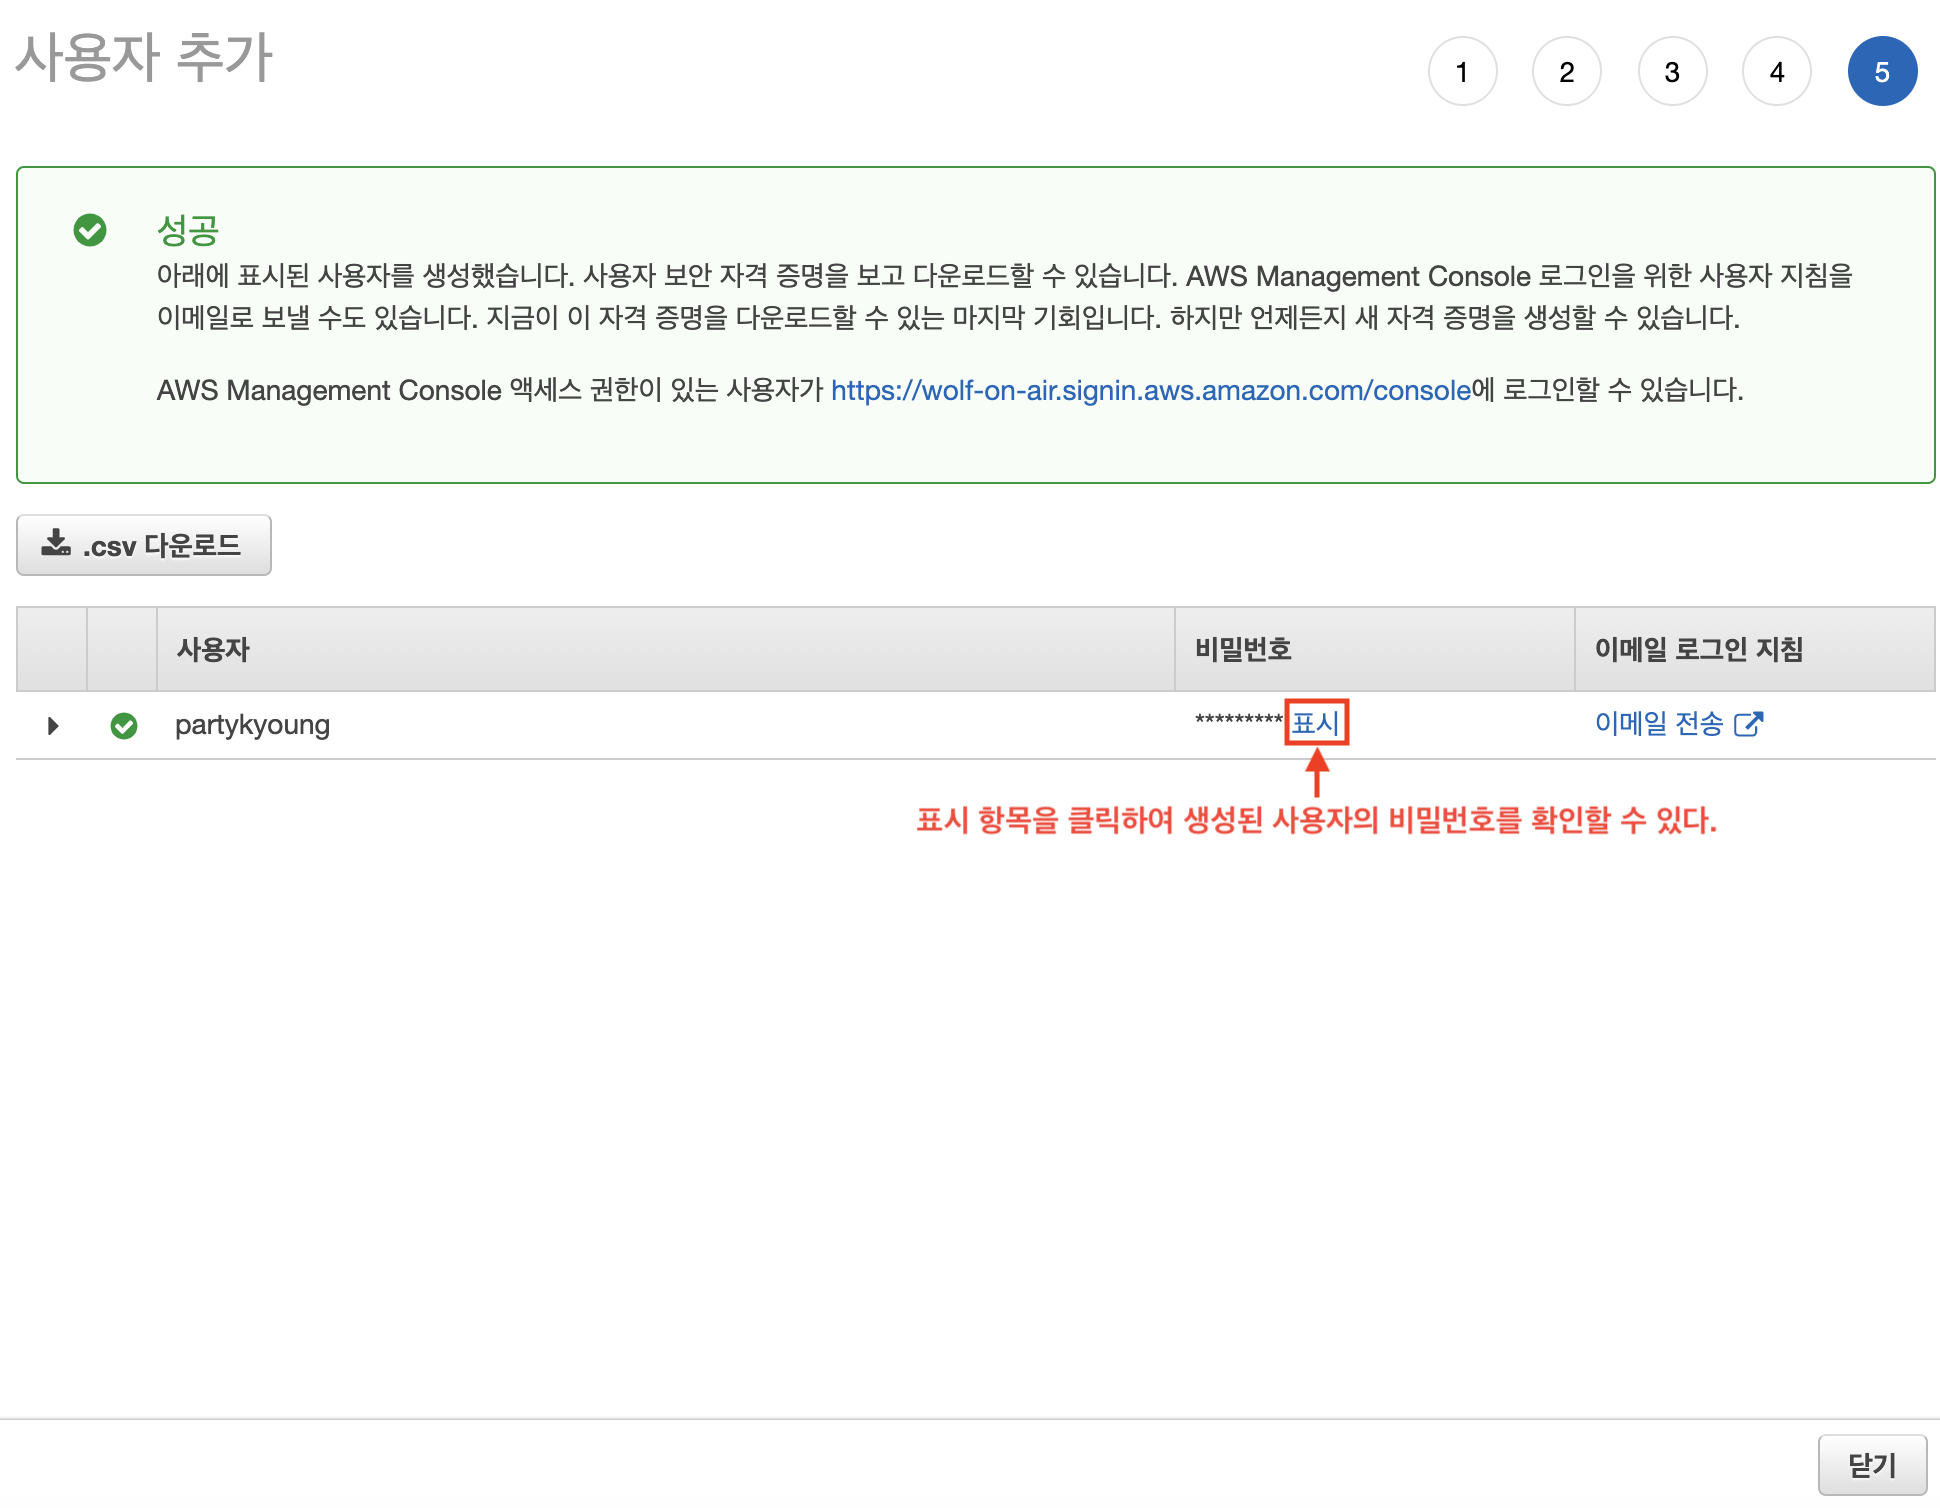 사용자 추가
1 2 3 4 5
성공
아래에 표시된 사용자를 생성했습니다. 사용자 보안 자격 증명을 보고 다운로드할 수 있습니다. AWS Management Console 로그인을 위한 사용자 지침을
이메일로 보낼 수도 있습니다. 지금이 이 자격 증명을 다운로드할 수 있는 마지막 기회입니다. 하지만 언제든지 새 자격 증명을 생성할 수 있습니다.
AWS Management Console 액세스 권한이 있는 사용자가 https://wolf-on-air.signin.aws.amazon.com/console에 로그인할 수 있습니다.
.csv 다운로드
사용자 비밀번호 이메일 로그인 지침
partykyoung ********* 표시 이메일 전송
표시 항목을 클릭하여 생성된 사용자의 비밀번호를 확인할 수 있다.
닫기